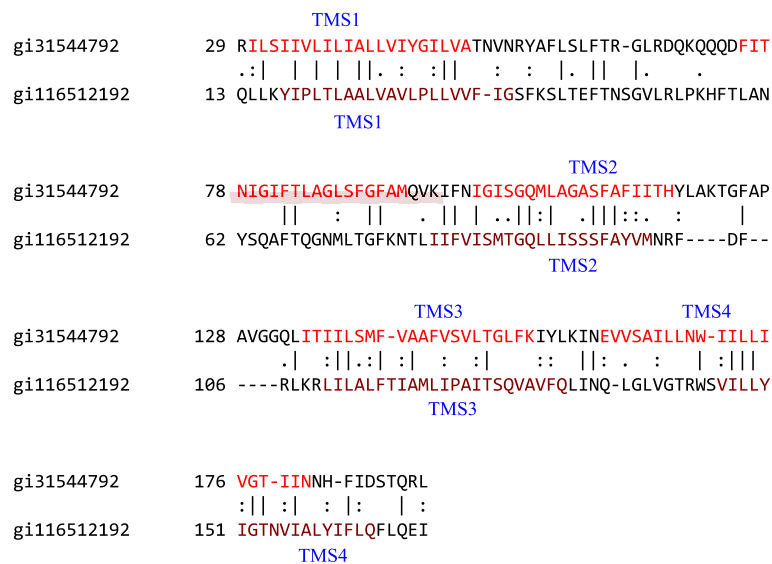 TMS1
gi31544792 29 RILSIIVLILIALLVIYGILVATNVNRYAFLSLFTR-GLRDQKQQQDFIT
.:| | | | | ||. : :|| : : |. || |. .
gi116512192 13 QLLKYIPLTLAALVAVLPLLVVF-IGSFKSLTEFTNSGVLRLPKHFTLAN
TMS1
TMS2
gi31544792 78 NIGIFTLAGLSFGFAMQVKIFNIGISGQMLAGASFAFIITHYLAKTGFAP
|| : || . || | ..||:| .|||::. : |
gi116512192 62 YSQAFTQGNMLTGFKNTLIIFVISMTGQLLISSSFAYVMNRF----DF--
TMS2
TMS3 TMS4
gi31544792 128 AVGGQLITIILSMF-VAAFVSVLTGLFKIYLKINEVVSAILLNW-IILLI
.| :||.:| :| : :| :: ||: . : | :|||
gi116512192 106 ----RLKRLILALFTIAMLIPAITSQVAVFQLINQ-LGLVGTRWSVILLY
TMS3
gi31544792 176 VGT-IINNH-FIDSTQRL
:|| :| : |: | :
gi116512192 151 IGTNVIALYIFLQFLQEI
TMS4